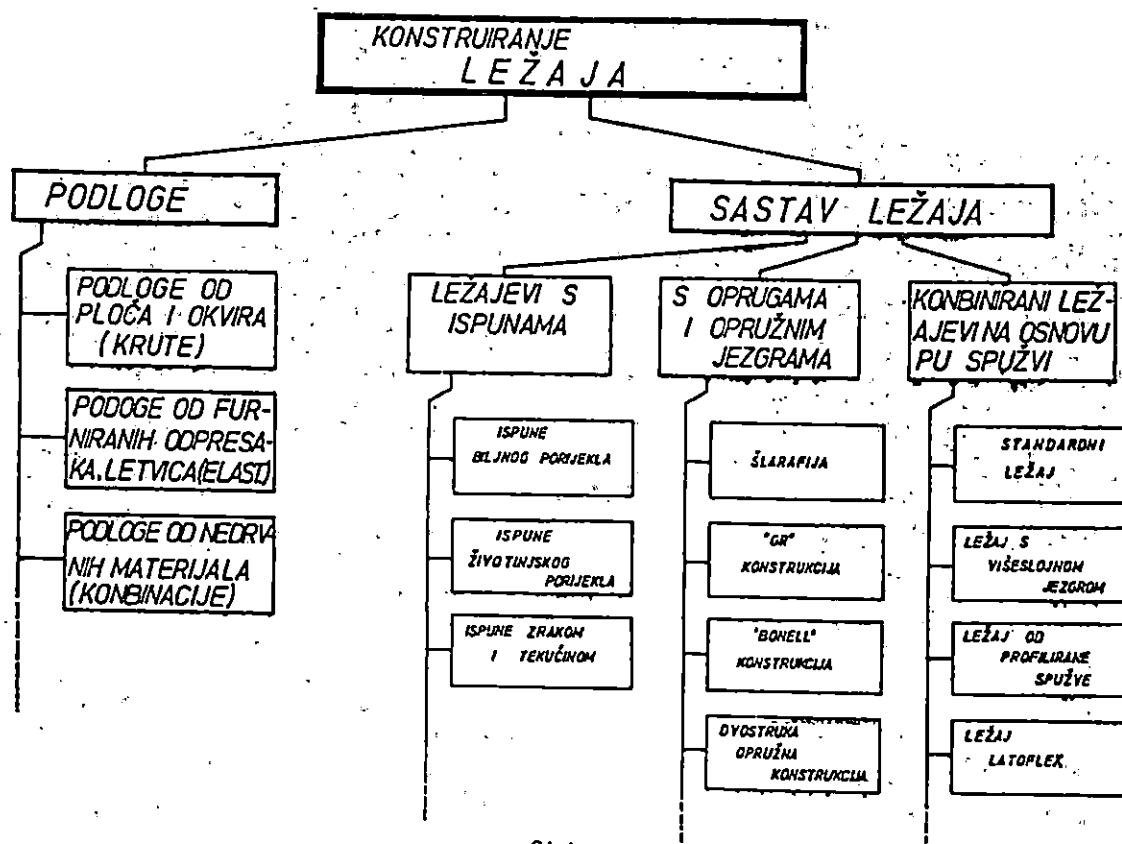 KONSTRUIRANJE
LEŽAJA
PODLOGE
SASTAV LEŽAJA
PODLOGE OD
PLOČA I OKVIRA
(KRUTE)
PODOGE OD FUR-
NIRANIH ODPRESA-
KA.LETVICA(ELAST)
PODLOGE OD NEDRVA
NIH MATERIJALA
(KONBINACIJE)
LEŽAJEVI S
ISPUNAMA
ISPUNE
BILJNOG PORIJEKLA
ISPUNE
ŽIVOTINJSKOG
PORIJEKLA
ISPUNE ZRAKOM
I TEKUĆINOM
S OPRUGAMA
I OPRUŽNIM
JEZGRAMA
ŠLARAFIJA
"GR"
KONSTRUKCIJA
"BONELL"
KONSTRUKCIJA
DVOSTRUKA
OPRUŽNA
KONSTRUKCIJA
KONBINIRANI LEŽ-
AJEVI NA OSNOVU
PU SPUŽVI
STANDARDNI
LEŽAJ
LEŽAJ S
VIŠESLOJNOM
JEZGROM
LEŽAJ OD
PROFILIRANE
SPUŽVE
LEŽAJ
LATOFLEX